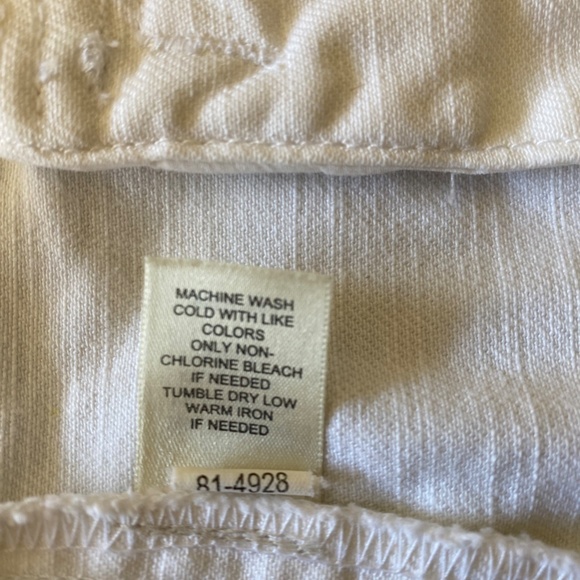 MACHINE WASH
COLD WITH LIKE
COLORS
ONLY NON-
CHLORINE BLEACH
IF NEEDED
TUMBLE DRY LOW
WARM IRON
IF NEEDED
81-4928